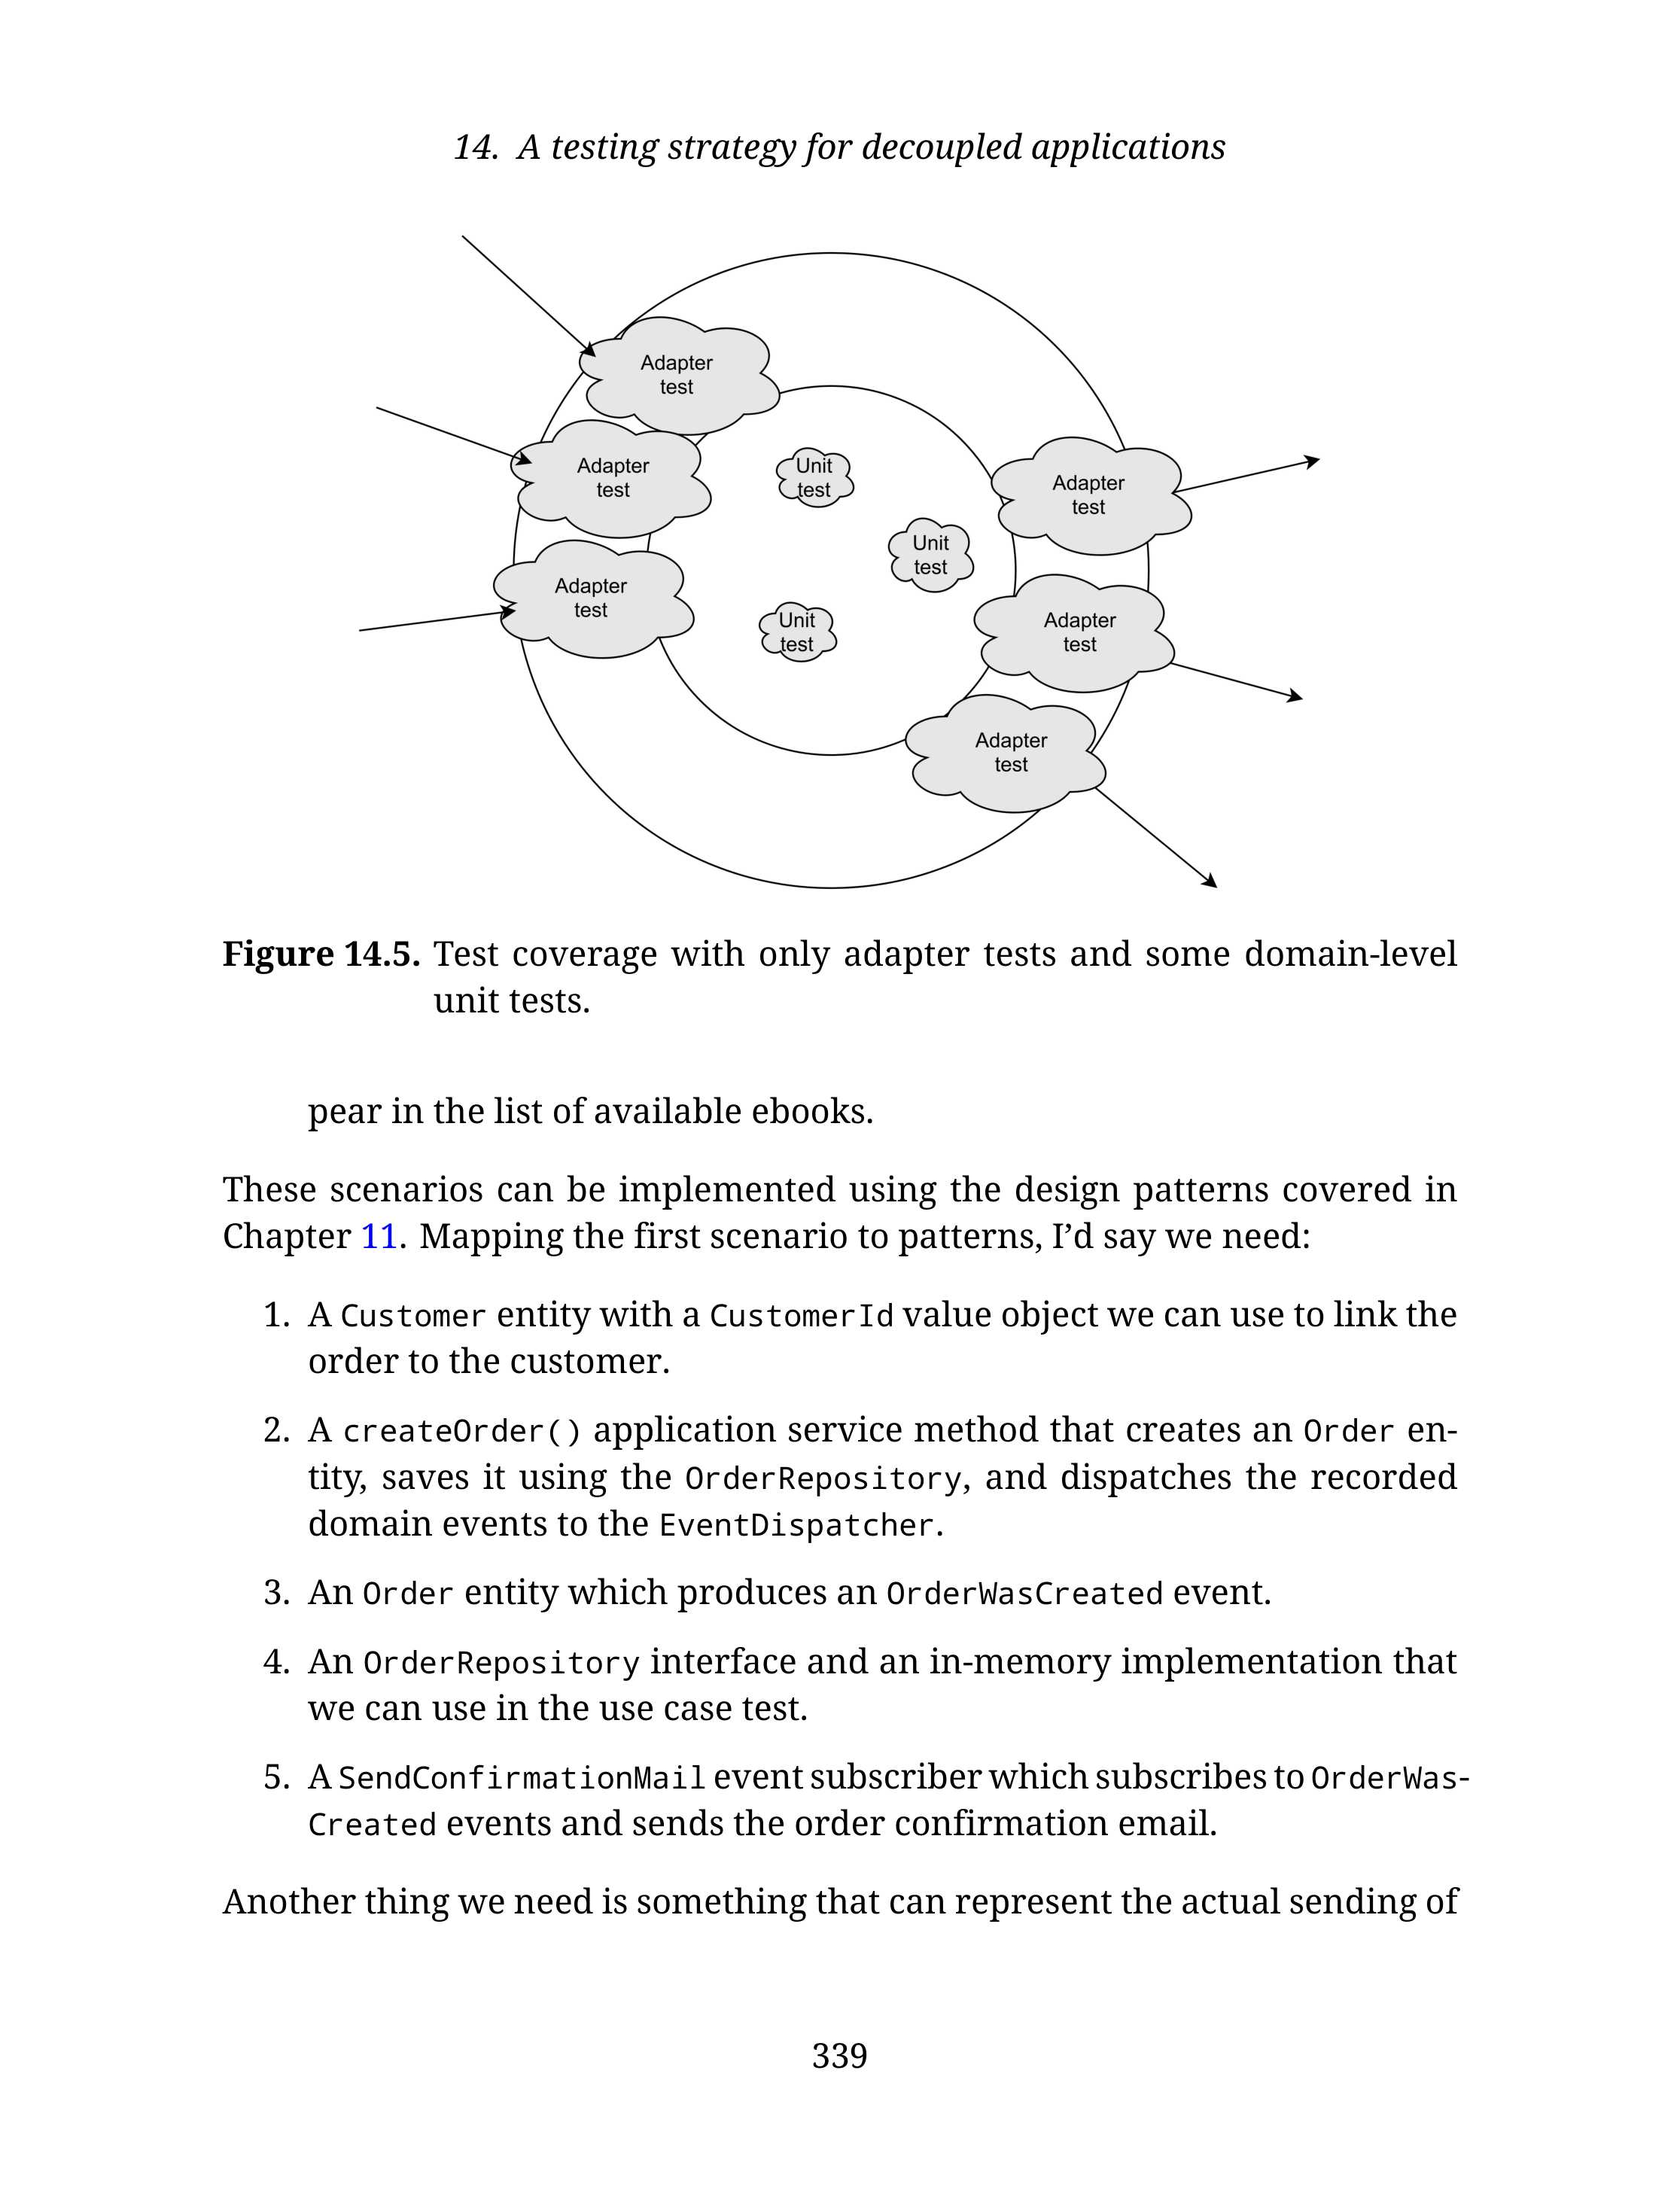 14. A testing strategy for decoupled applications
Adapter
test
Adapter
test
Adapter
test
Unit
test
Unit
test
Unit
test
Adapter
test
Adapter
test
Adapter
test
Figure 14.5. Test coverage with only adapter tests and some domain-level
unit tests.
pear in the list of available ebooks.
These scenarios can be implemented using the design patterns covered in
Chapter 11. Mapping the first scenario to patterns, I’d say we need:
1. A Customer entity with a CustomerId value object we can use to link the
order to the customer.
2. A createOrder() application service method that creates an Order en-
tity, saves it using the OrderRepository, and dispatches the recorded
domain events to the EventDispatcher.
3. An Order entity which produces an OrderWasCreated event.
4. An OrderRepository interface and an in-memory implementation that
we can use in the use case test.
5. A SendConfirmationMail event subscriber which subscribes to OrderWas-
Created events and sends the order confirmation email.
Another thing we need is something that can represent the actual sending of
339